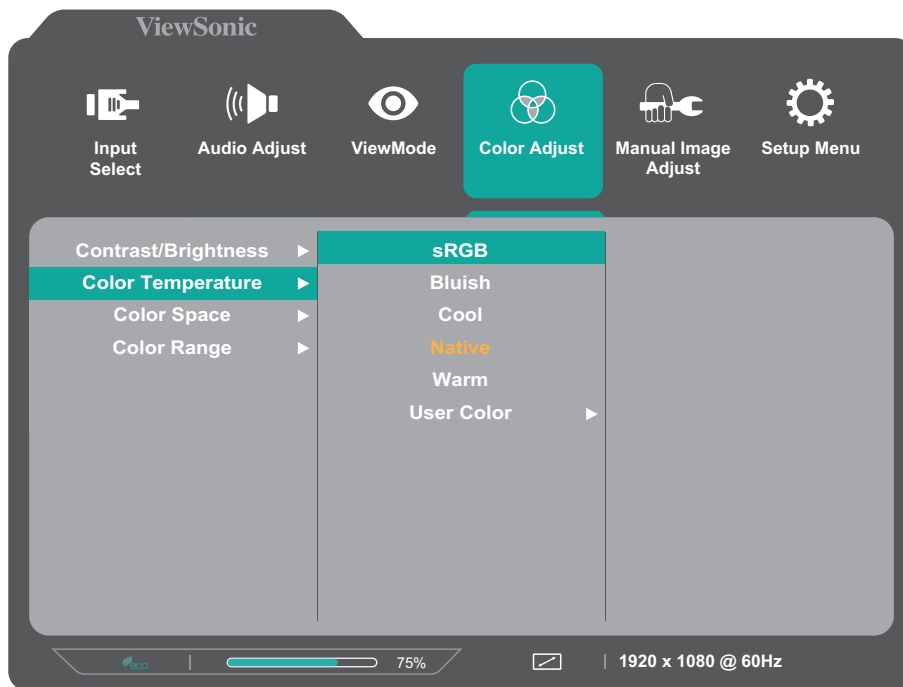 ViewSonic
Input Select
Audio Adjust
ViewMode
Color Adjust
Manual Image Adjust
Setup Menu
Contrast/Brightness
Color Temperature
Color Space
Color Range
sRGB
Bluish
Cool
Native
Warm
User Color
eco
75%
1920 x 1080 @ 60Hz